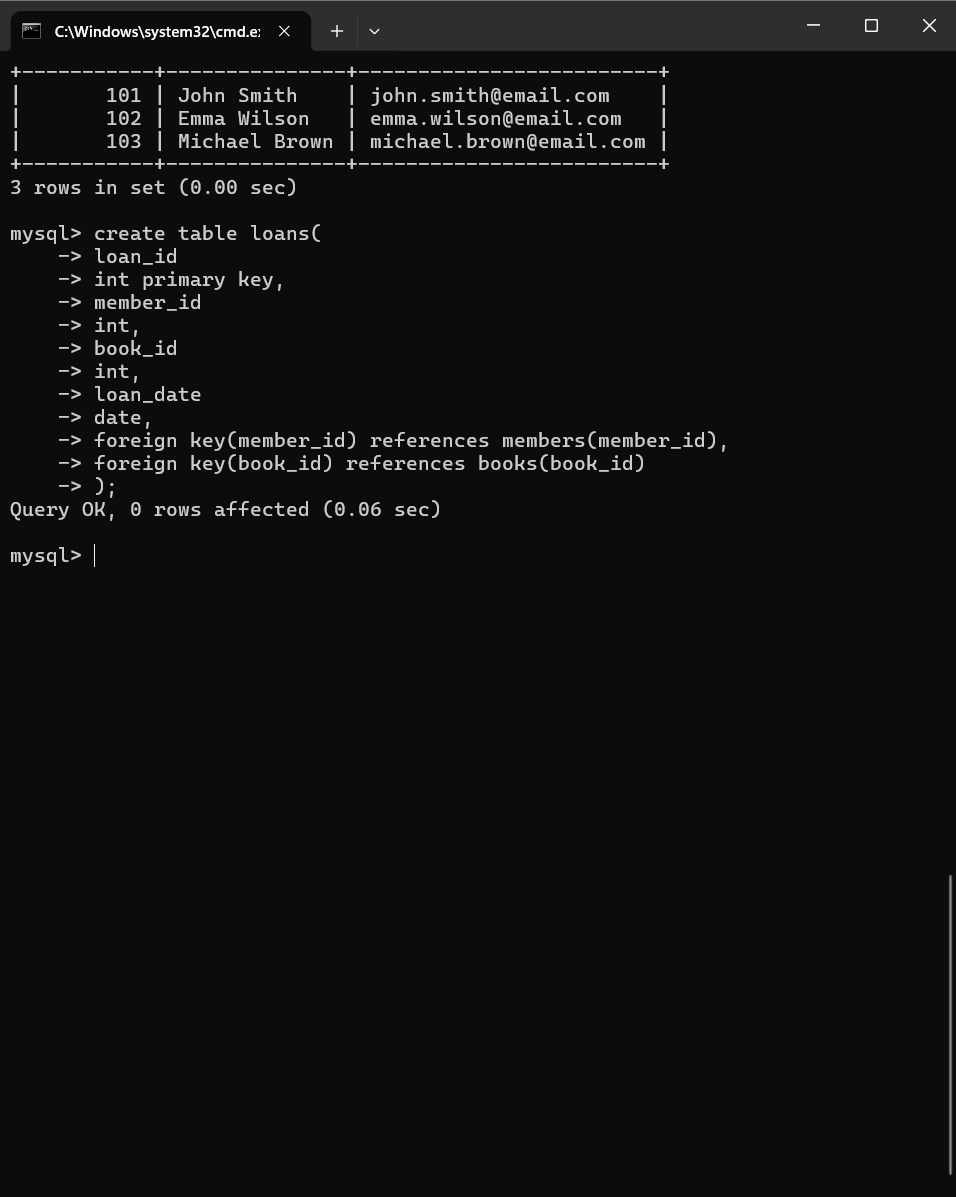 C:\Windows\system32\cmd.e
+-----------+---------------+-------------------------+
|       101 | John Smith    | john.smith@email.com    |
|       102 | Emma Wilson   | emma.wilson@email.com   |
|       103 | Michael Brown | michael.brown@email.com |
+-----------+---------------+-------------------------+
3 rows in set (0.00 sec)
mysql> create table loans(
    -> loan_id
    -> int primary key,
    -> member_id
    -> int,
    -> book_id
    -> int,
    -> loan_date
    -> date,
    -> foreign key(member_id) references members(member_id),
    -> foreign key(book_id) references books(book_id)
    -> );
Query OK, 0 rows affected (0.06 sec)
mysql>